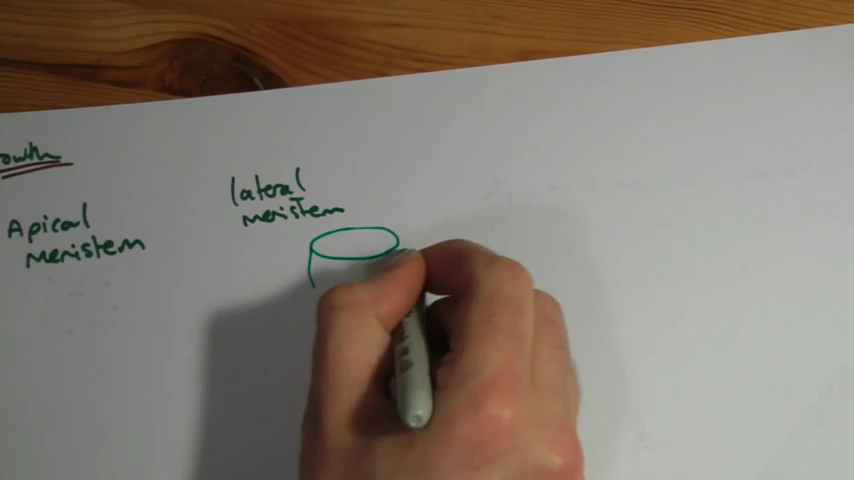 owth
Apical
meristem
lateral
meristem